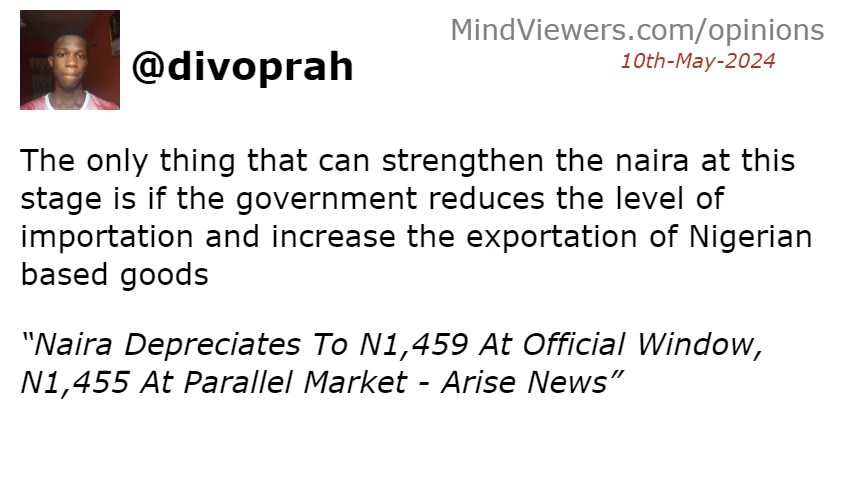 MindViewers.com/opinions
10th-May-2024
@divoprah
The only thing that can strengthen the naira at this
stage is if the government reduces the level of
importation and increase the exportation of Nigerian
based goods
“Naira Depreciates To N1,459 At Official Window,
N1,455 At Parallel Market - Arise News”